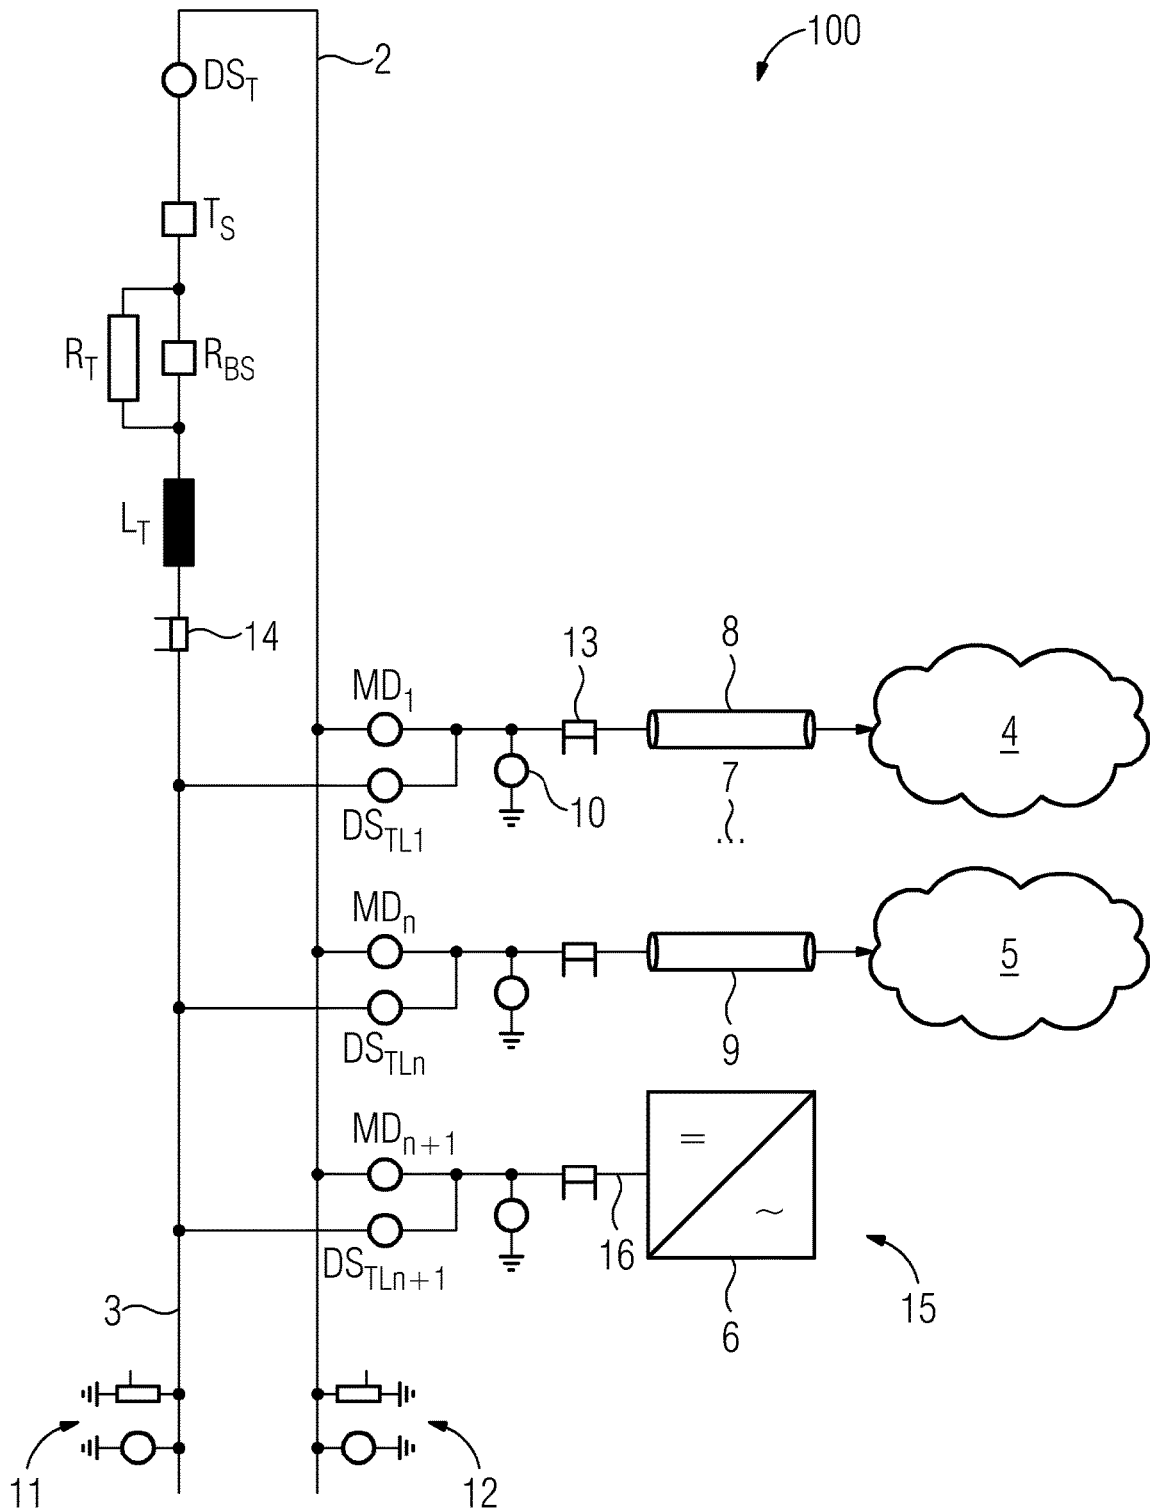 100
2
DS_T
T_S
R_T
R_BS
L_T
14
13
8
MD_1
4
10
7
DS_TL1
...
MD_n
5
DS_TLn
9
MD_n+1
=
~
16
DS_TLn+1
15
3
6
11
12